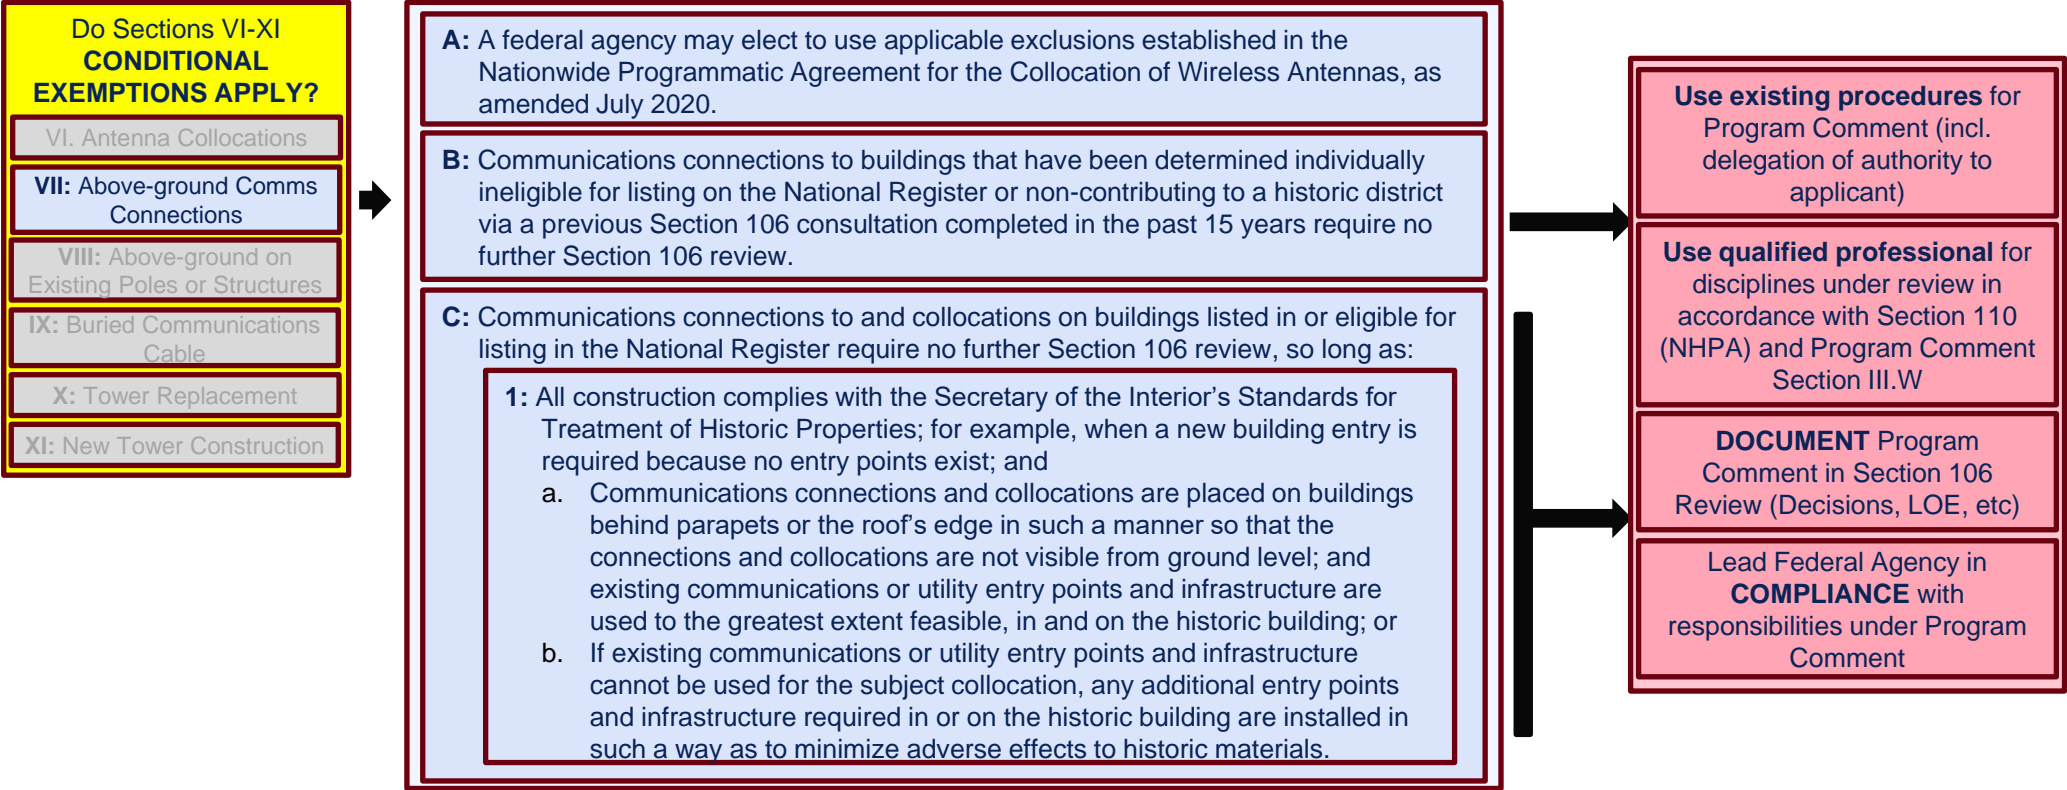 Do Sections VI-XI
CONDITIONAL
EXEMPTIONS APPLY?
VI. Antenna Collocations
VII: Above-ground Comms
Connections
VIII: Above-ground on
Existing Poles or Structures
IX: Buried Communications
Cable
X: Tower Replacement
XI: New Tower Construction
A: A federal agency may elect to use applicable exclusions established in the
Nationwide Programmatic Agreement for the Collocation of Wireless Antennas, as
amended July 2020.
B: Communications connections to buildings that have been determined individually
ineligible for listing on the National Register or non-contributing to a historic district
via a previous Section 106 consultation completed in the past 15 years require no
further Section 106 review.
C: Communications connections to and collocations on buildings listed in or eligible for
listing in the National Register require no further Section 106 review, so long as:
1: All construction complies with the Secretary of the Interior's Standards for
Treatment of Historic Properties; for example, when a new building entry is
required because no entry points exist; and
a. Communications connections and collocations are placed on buildings
behind parapets or the roof's edge in such a manner so that the
connections and collocations are not visible from ground level; and
existing communications or utility entry points and infrastructure are
used to the greatest extent feasible, in and on the historic building; or
b. If existing communications or utility entry points and infrastructure
cannot be used for the subject collocation, any additional entry points
and infrastructure required in or on the historic building are installed in
such a way as to minimize adverse effects to historic materials.
Use existing procedures for
Program Comment (incl.
delegation of authority to
applicant)
Use qualified professional for
disciplines under review in
accordance with Section 110
(NHPA) and Program Comment
Section III.W
DOCUMENT Program
Comment in Section 106
Review (Decisions, LOE, etc)
Lead Federal Agency in
COMPLIANCE with
responsibilities under Program
Comment